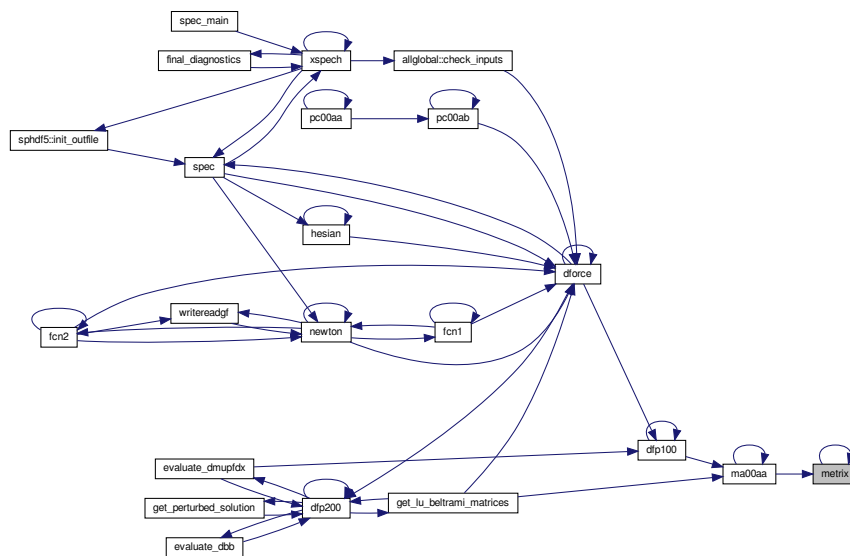 spec_main
final_diagnostics
xspech
allglobal::check_inputs
pc00aa
pc00ab
sphdf5::init_outfile
spec
hesian
dforce
writereadgf
fcn2
newton
fcn1
dfp100
evaluate_dmupfdx
ma00aa
metrix
get_perturbed_solution
dfp200
get_lu_beltrami_matrices
evaluate_dbb